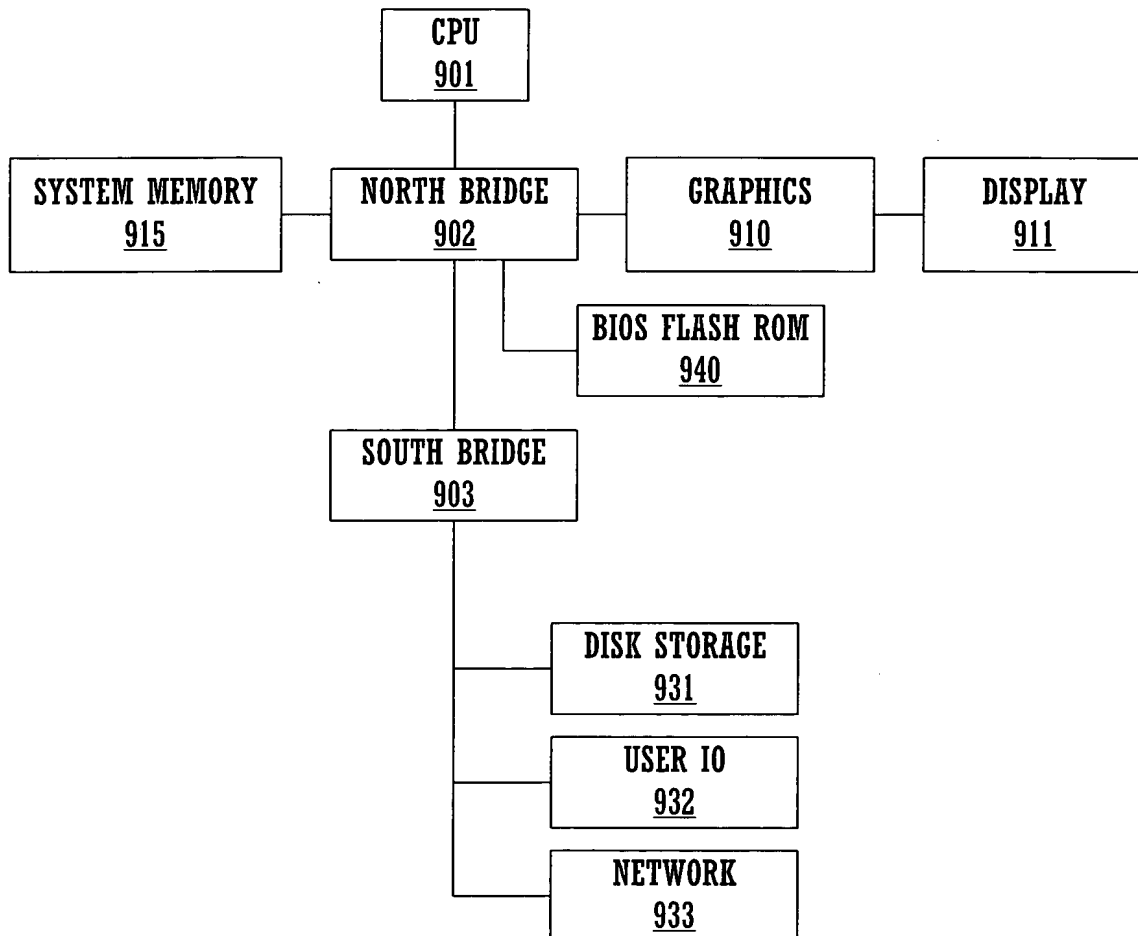 CPU
901
SYSTEM MEMORY
915
NORTH BRIDGE
902
GRAPHICS
910
DISPLAY
911
BIOS FLASH ROM
940
SOUTH BRIDGE
903
DISK STORAGE
931
USER IO
932
NETWORK
933